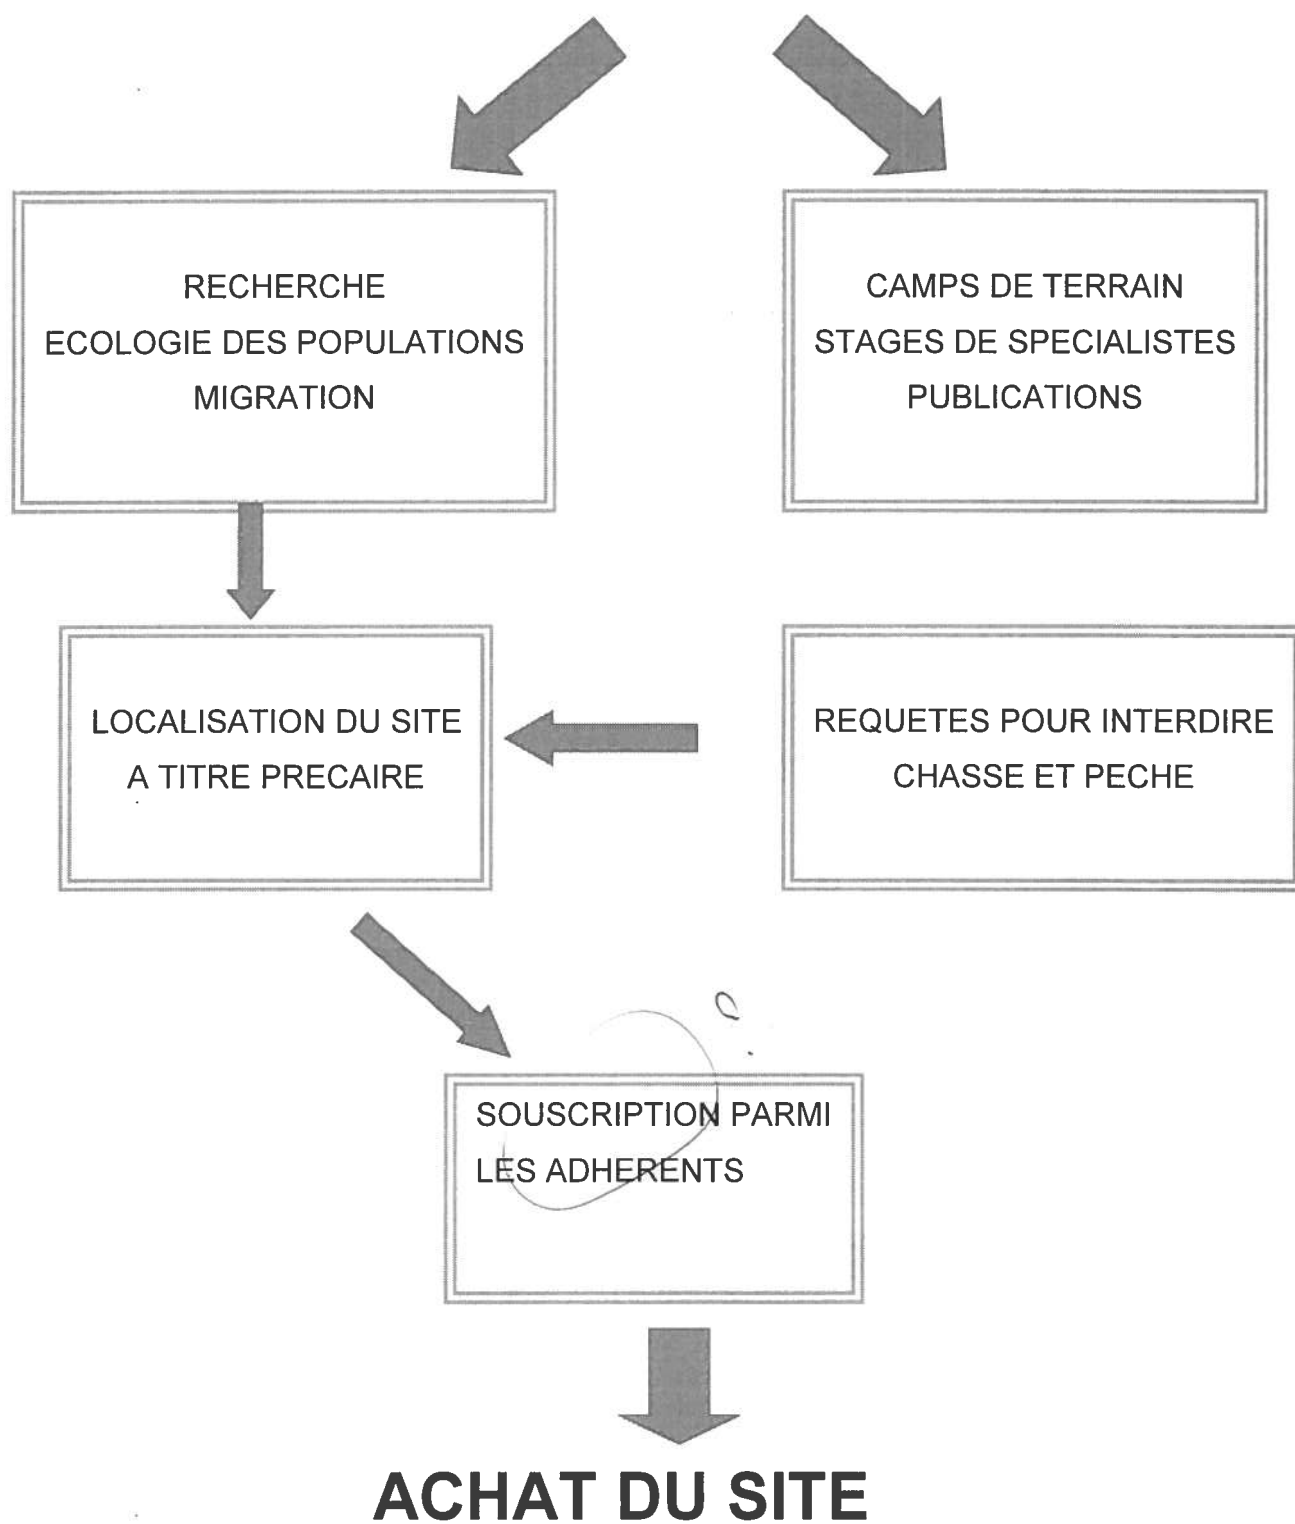 RECHERCHE
ECOLOGIE DES POPULATIONS
MIGRATION
CAMPS DE TERRAIN
STAGES DE SPECIALISTES
PUBLICATIONS
LOCALISATION DU SITE
A TITRE PRECAIRE
REQUETES POUR INTERDIRE
CHASSE ET PECHE
SOUSCRIPTION PARMI
LES ADHERENTS
ACHAT DU SITE